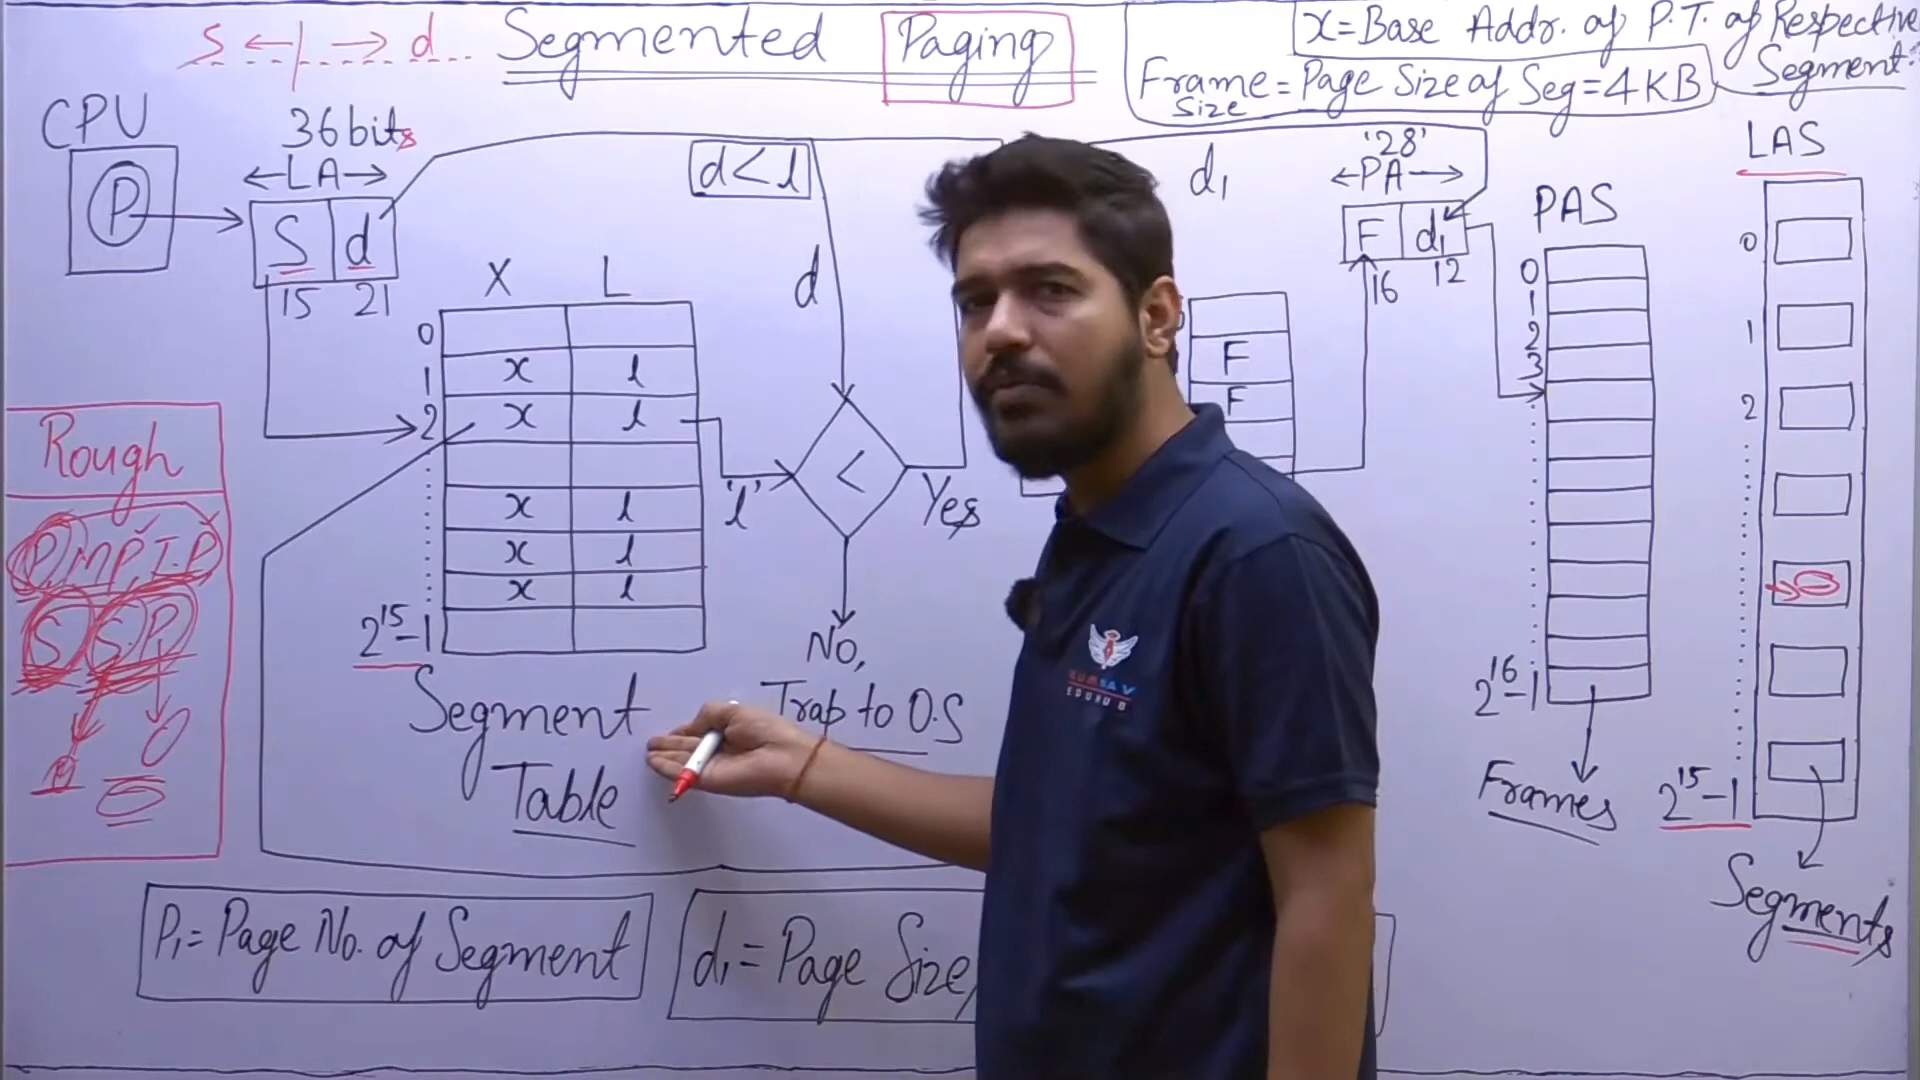 S ← | → d
Segmented Paging
x = Base Addr. of P.T. of Respective
Segment.
Frame = Page Size of Seg = 4KB
Size
CPU
P
36 bits
← LA →
S d
15 21
d < l
d
d1
'28'
← PA →
F d1
16 12
PAS
LAS
X L
0
1 x l
2 x l
x l
x l
x l
2^15 - 1
Segment
Table
'l'
<
Yes
No,
Trap to O.S
F
F
0
1
2
3
2^16 - 1
Frames
0
1
2
2^15 - 1
Segments
Rough
P, MP, I.P
S S.P
P1 = Page No. of Segment
d1 = Page Size
EDUHUB